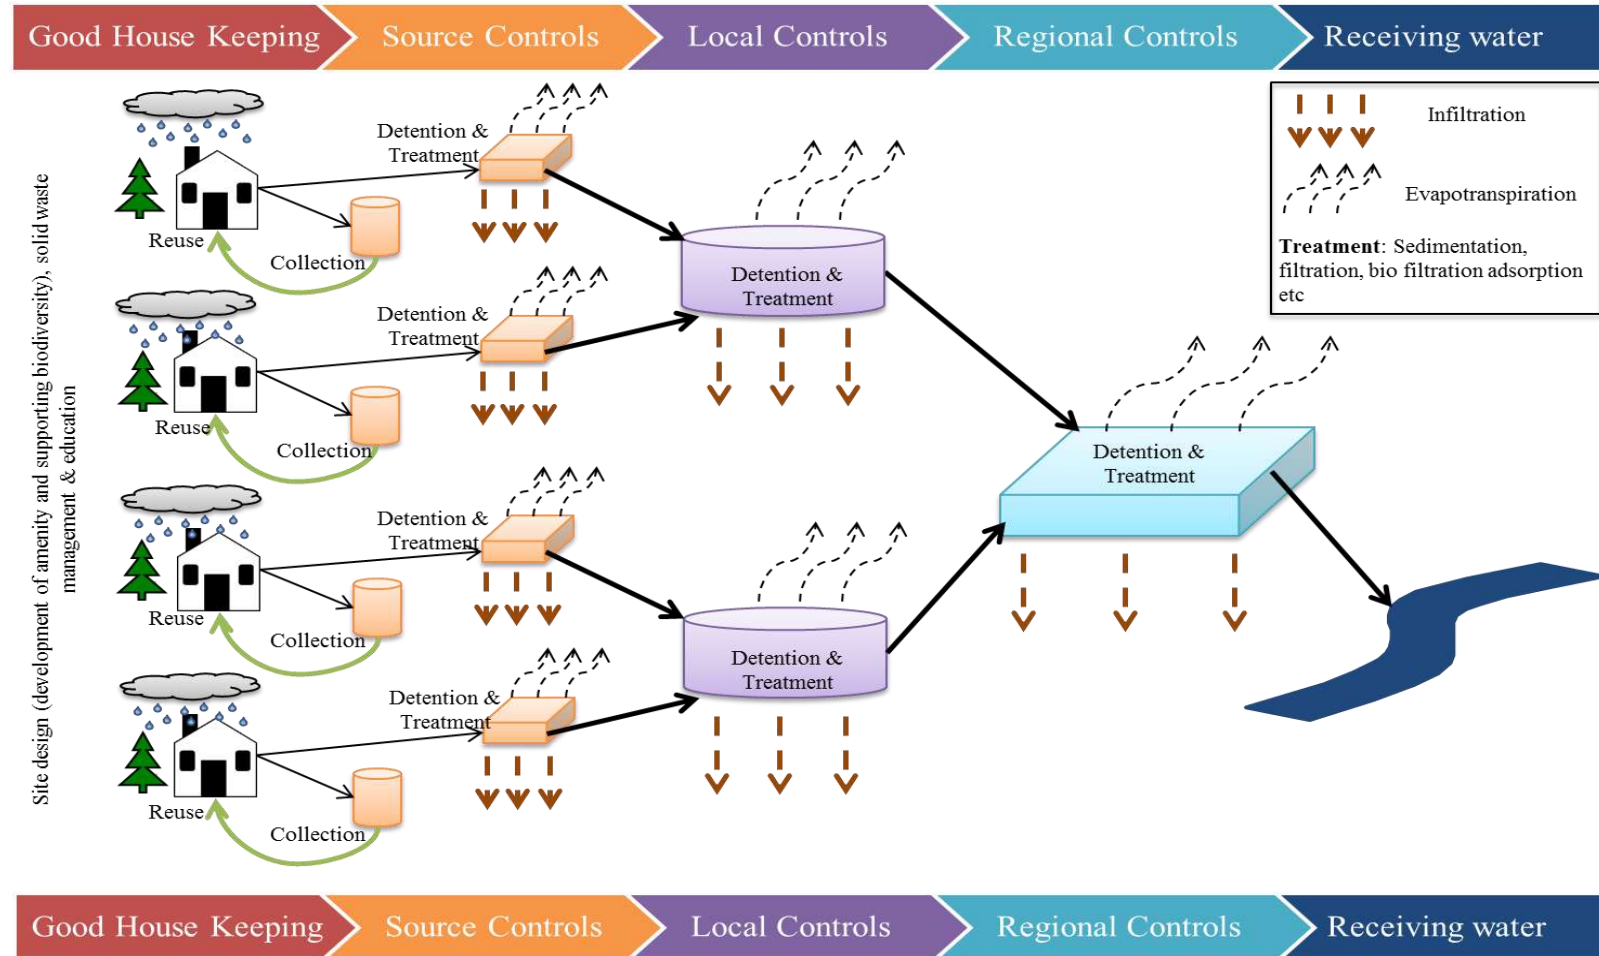 Good House Keeping
Source Controls
Local Controls
Regional Controls
Receiving water
Site design (development of amenity and supporting biodiversity), solid waste
management & education
Detention &
Treatment
Reuse
Collection
Detention &
Treatment
Reuse
Collection
Detention &
Treatment
Reuse
Collection
Detention &
Treatment
Reuse
Collection
Detention &
Treatment
Detention &
Treatment
Detention &
Treatment
Infiltration
Evapotranspiration
Treatment: Sedimentation,
filtration, bio filtration adsorption
etc
Good House Keeping
Source Controls
Local Controls
Regional Controls
Receiving water